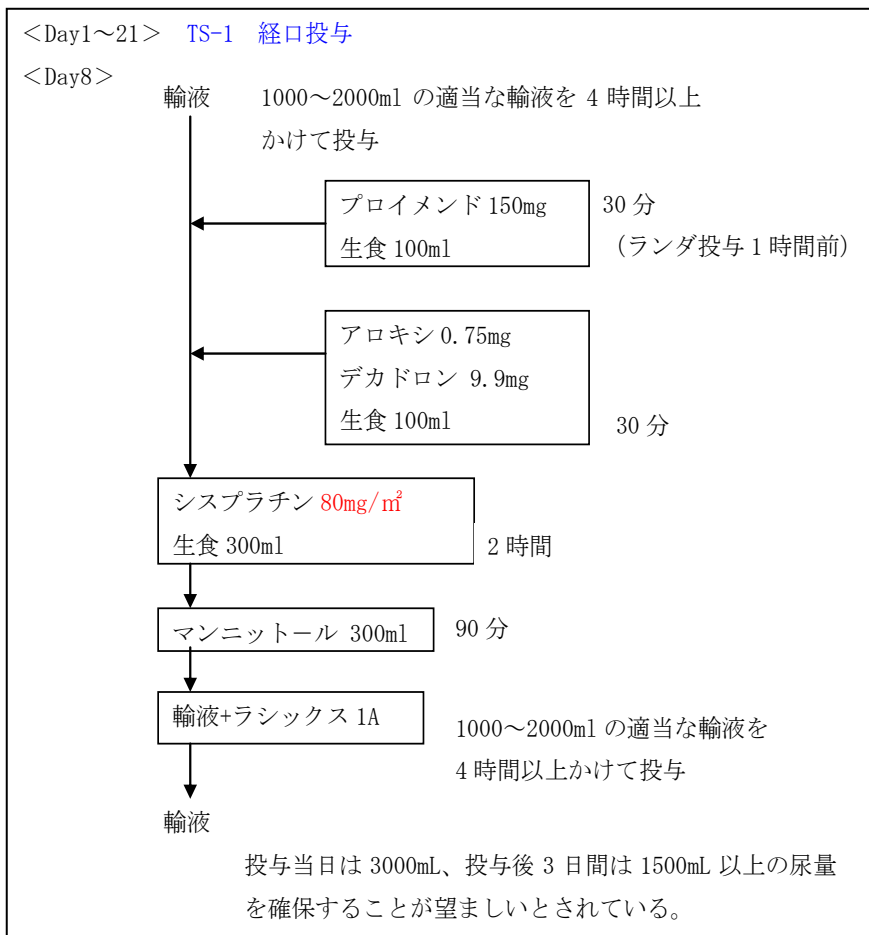 <Day1～21> TS-1 経口投与
<Day8>
輸液 1000～2000ml の適当な輸液を 4 時間以上
かけて投与
プロイメンド 150mg 30 分
生食 100ml （ランダ投与 1 時間前）
アロキシ 0.75mg
デカドロン 9.9mg
生食 100ml 30 分
シスプラチン 80mg/㎡
生食 300ml 2 時間
マンニットール 300ml 90 分
輸液+ラシックス 1A
1000～2000ml の適当な輸液を
4 時間以上かけて投与
輸液
投与当日は 3000mL、投与後 3 日間は 1500mL 以上の尿量
を確保することが望ましいとされている。